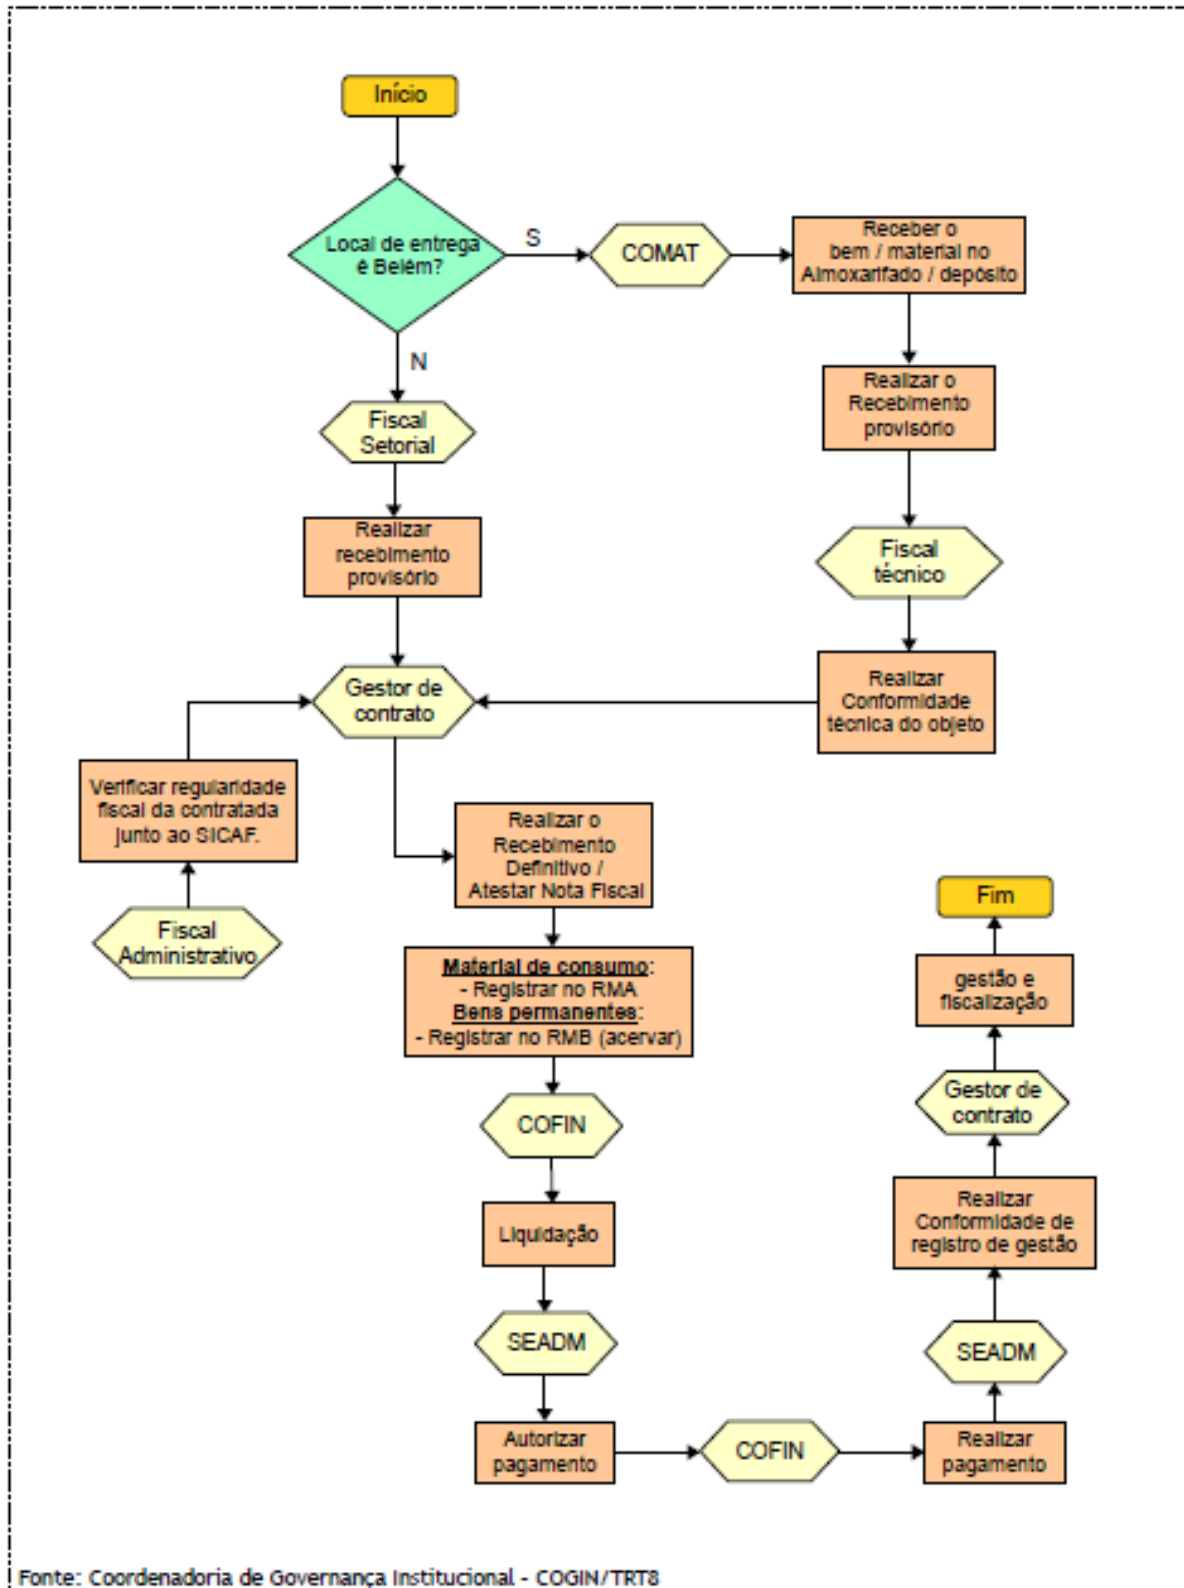 Início
Local de entrega
é Belém?
S
COMAT
Receber o
bem / material no
Almoxarifado / depósito
N
Realizar o
Recebimento
provisório
Fiscal
Setorial
Realizar
recebimento
provisório
Fiscal
técnico
Realizar
Conformidade
técnica do objeto
Gestor de
contrato
Verificar regularidade
fiscal da contratada
junto ao SICAF.
Fiscal
Administrativo
Realizar o
Recebimento
Definitivo /
Atestar Nota Fiscal
Material de consumo:
- Registrar no RMA
Bens permanentes:
- Registrar no RMB (acervar)
COFIN
Liquidação
SEADM
Autorizar
pagamento
COFIN
Realizar
pagamento
SEADM
Realizar
Conformidade de
registro de gestão
Gestor de
contrato
gestão e
fiscalização
Fim
Fonte: Coordenadoria de Governança Institucional - COGIN/TRT8